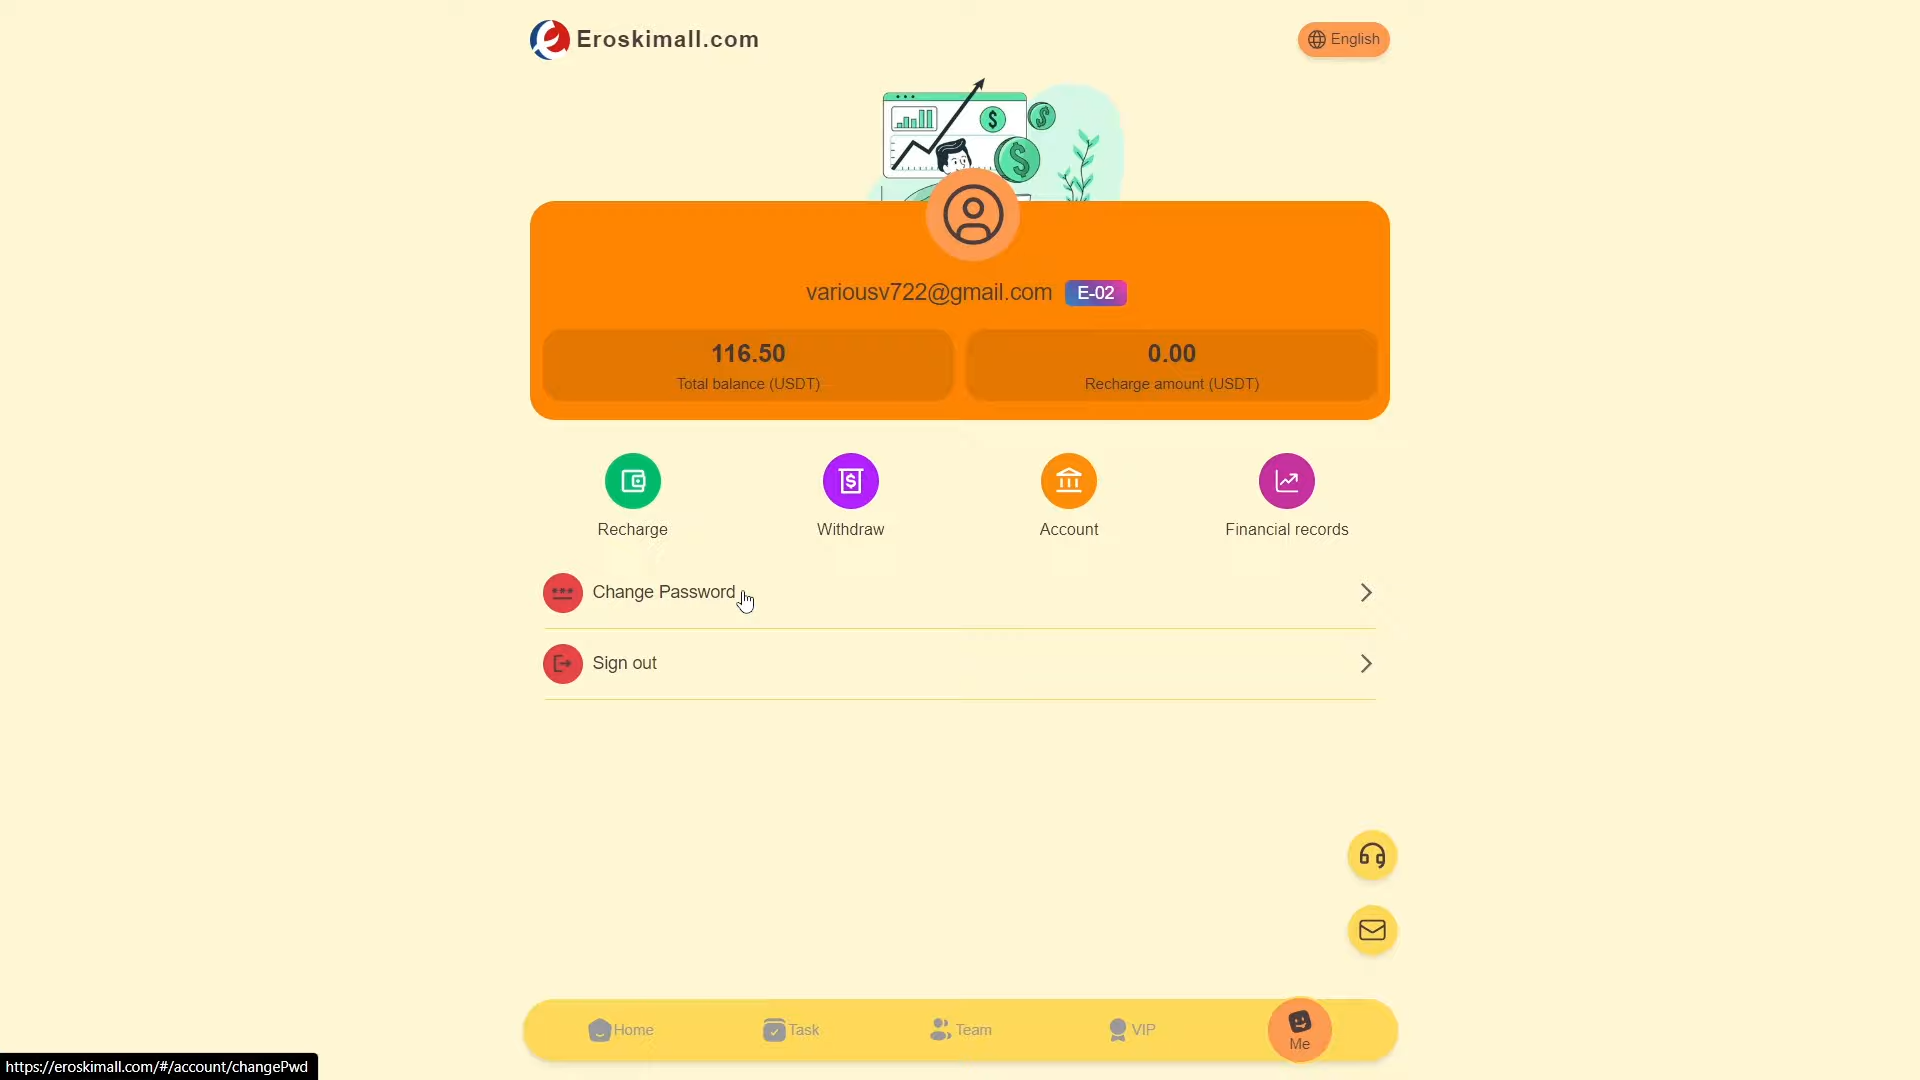 Eroskimall.com
English
variousv722@gmail.com E-02
116.50
Total balance (USDT)
0.00
Recharge amount (USDT)
Recharge
Withdraw
Account
Financial records
Change Password
Sign out
Home
Task
Team
VIP
Me
https://eroskimall.com/#/account/changePwd